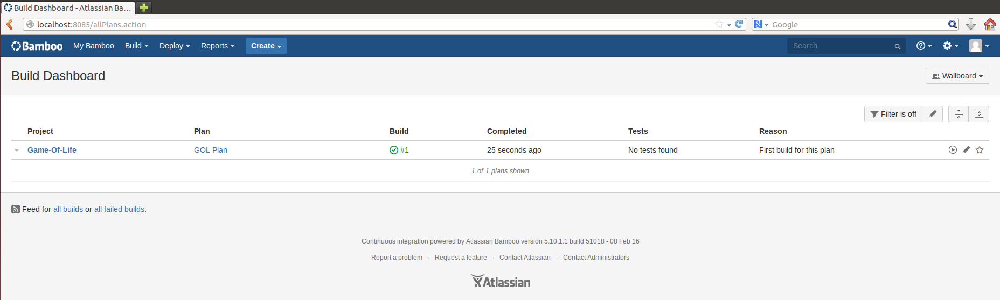 Build Dashboard - Atlassian Ba...
localhost:8085/allPlans.action
Google
Bamboo My Bamboo Build Deploy Reports Create Search
Build Dashboard
Wallboard
Filter is off
Project Plan Build Completed Tests Reason
Game-Of-Life GOL Plan #1 25 seconds ago No tests found First build for this plan
1 of 1 plans shown
Feed for all builds or all failed builds.
Continuous integration powered by Atlassian Bamboo version 5.10.1.1 build 51018 - 08 Feb 16
Report a problem · Request a feature · Contact Atlassian · Contact Administrators
Atlassian